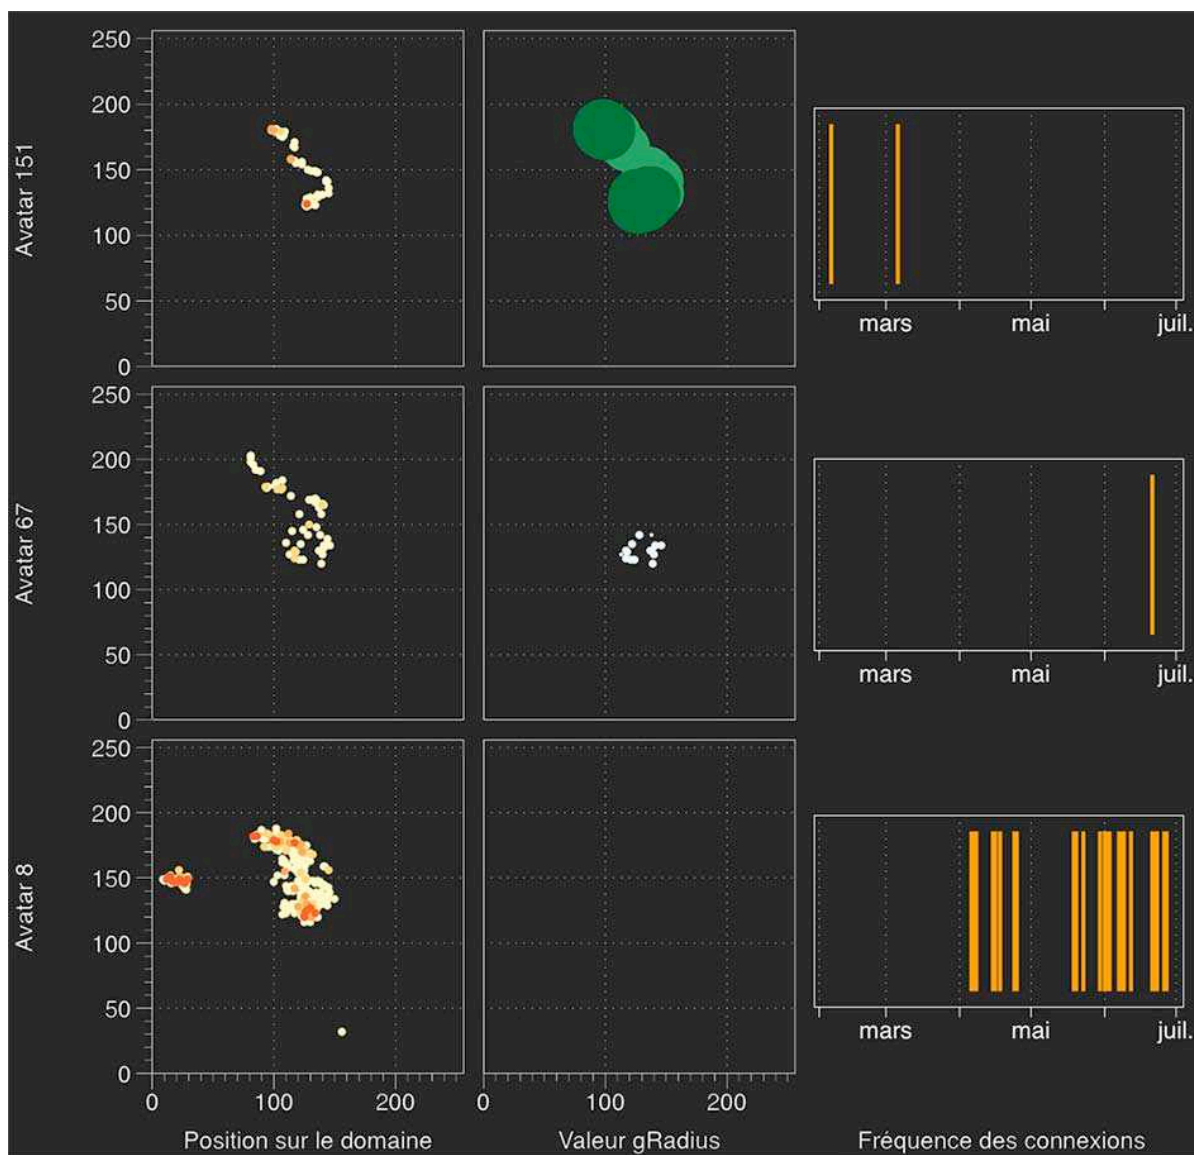 Avatar 151
250
200
150
100
50
0
mars mai juil.
Avatar 67
250
200
150
100
50
0
mars mai juil.
Avatar 8
250
200
150
100
50
0
mars mai juil.
0 100 200 0 100 200
Position sur le domaine Valeur gRadius Fréquence des connexions